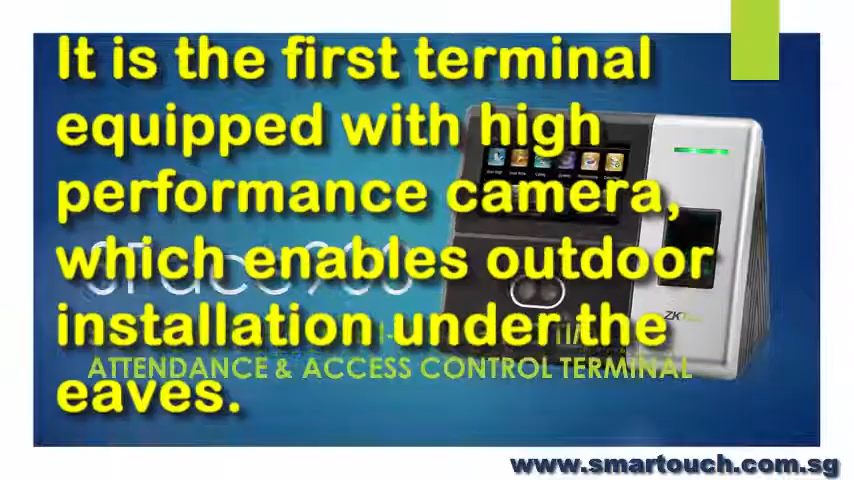 It is the first terminal
equipped with high
performance camera,
which enables outdoor
installation under the
eaves.
ATTENDANCE & ACCESS CONTROL TERMINAL
www.smartouch.com.sg